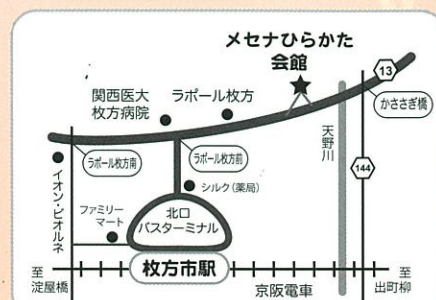 メセナひらかた
会館
13
関西医大
枚方病院
ラポール枚方
かささぎ橋
天野川
ラポール枚方南
ラポール枚方前
144
イオン・ビオルネ
シルク(薬局)
ファミリー
マート
北口
バスターミナル
至
淀屋橋
枚方市駅
京阪電車
至
出町柳